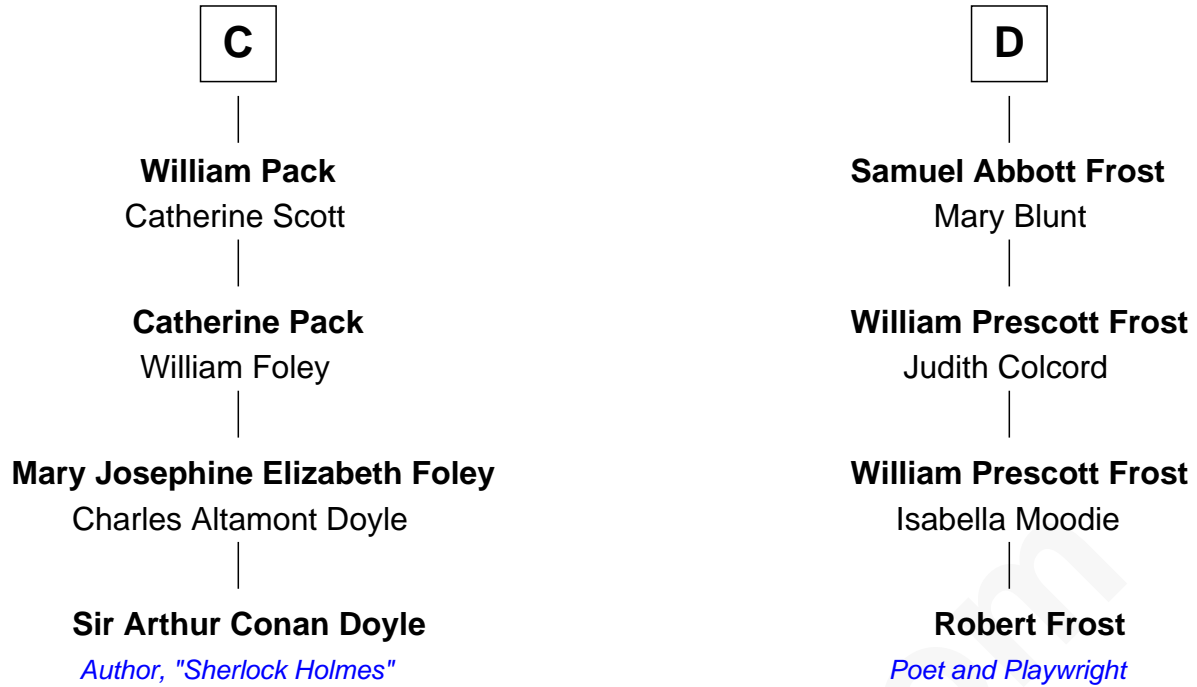 C
William Pack
Catherine Scott
Catherine Pack
William Foley
Mary Josephine Elizabeth Foley
Charles Altamont Doyle
Sir Arthur Conan Doyle
Author, "Sherlock Holmes"
D
Samuel Abbott Frost
Mary Blunt
William Prescott Frost
Judith Colcord
William Prescott Frost
Isabella Moodie
Robert Frost
Poet and Playwright